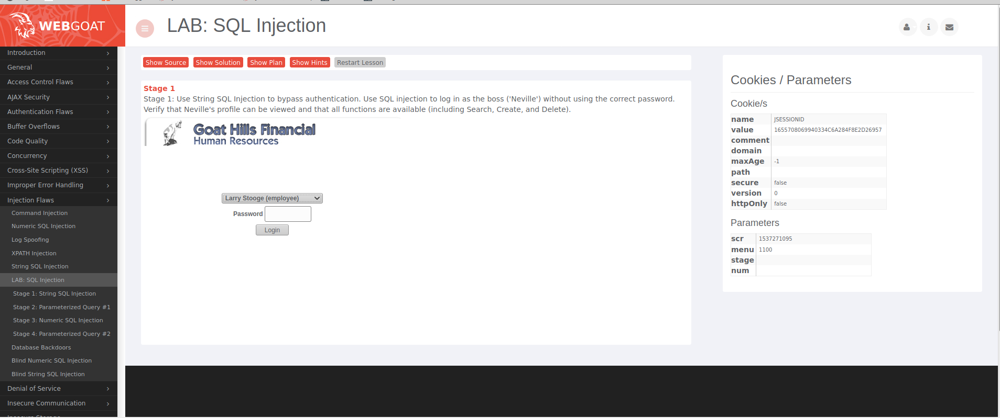 WEBGOAT
LAB: SQL Injection
Introduction
General
Access Control Flaws
AJAX Security
Authentication Flaws
Buffer Overflows
Code Quality
Concurrency
Cross-Site Scripting (XSS)
Improper Error Handling
Injection Flaws
Command Injection
Numeric SQL Injection
Log Spoofing
XPATH Injection
String SQL Injection
LAB: SQL Injection
Stage 1: String SQL Injection
Stage 2: Parameterized Query #1
Stage 3: Numeric SQL Injection
Stage 4: Parameterized Query #2
Database Backdoors
Blind Numeric SQL Injection
Blind String SQL Injection
Denial of Service
Insecure Communication
Show Source Show Solution Show Plan Show Hints Restart Lesson
Stage 1
Stage 1: Use String SQL Injection to bypass authentication. Use SQL injection to log in as the boss ('Neville') without using the correct password.
Verify that Neville's profile can be viewed and that all functions are available (including Search, Create, and Delete).
Goat Hills Financial
Human Resources
Larry Stooge (employee)
Password
Login
Cookies / Parameters
Cookie/s
name JSESSIONID
value 1655708069940334C6A284F8E2D26957
comment
domain
maxAge -1
path
secure false
version 0
httpOnly false
Parameters
scr 1537271095
menu 1100
stage
num